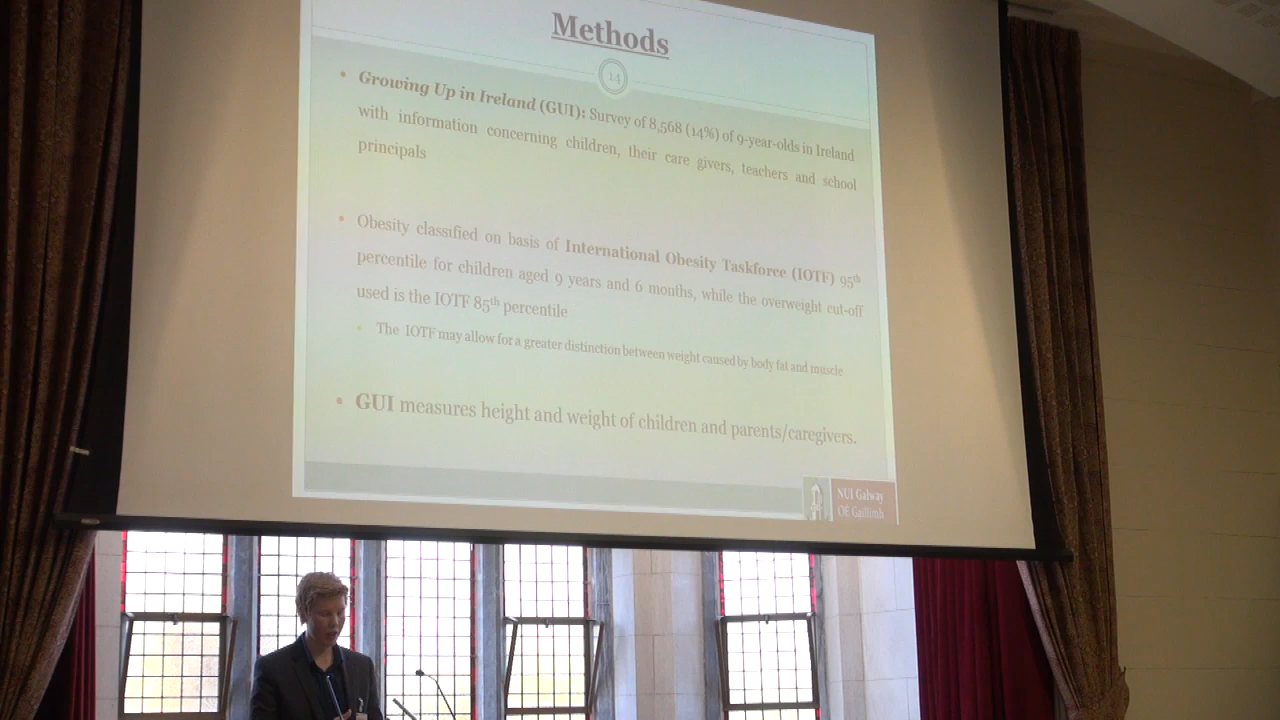 Methods
14
• Growing Up in Ireland (GUI): Survey of 8,568 (14%) of 9-year-olds in Ireland
with information concerning children, their care givers, teachers and school
principals
• Obesity classified on basis of International Obesity Taskforce (IOTF) 95th
percentile for children aged 9 years and 6 months, while the overweight cut-off
used is the IOTF 85th percentile
• The IOTF may allow for a greater distinction between weight caused by body fat and muscle
• GUI measures height and weight of children and parents/caregivers.
NUI Galway
OÉ Gaillimh